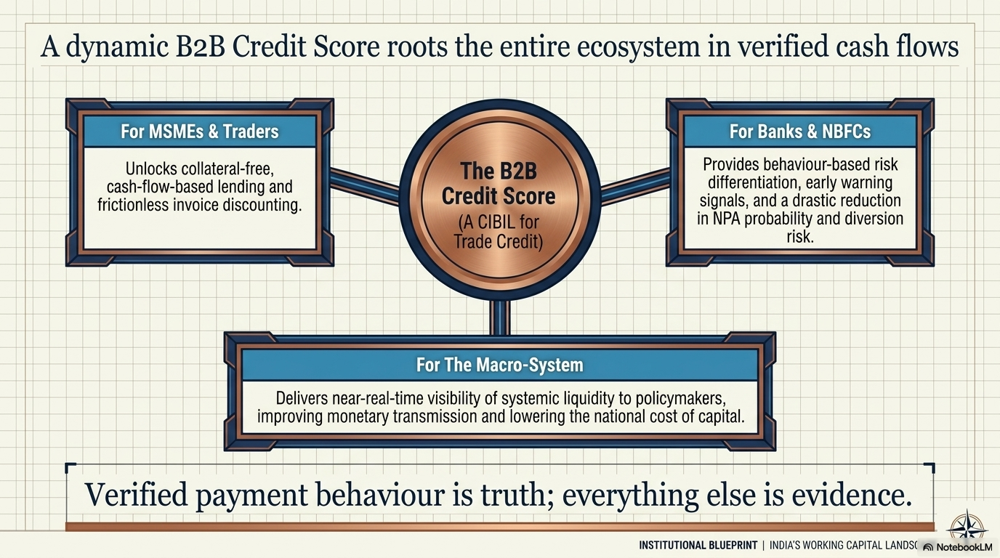 A dynamic B2B Credit Score roots the entire ecosystem in verified cash flows
For MSMEs & Traders
Unlocks collateral-free,
cash-flow-based lending and
frictionless invoice discounting.
The B2B
Credit Score
(A CIBIL for
Trade Credit)
For Banks & NBFCs
Provides behaviour-based risk
differentiation, early warning
signals, and a drastic reduction
in NPA probability and diversion
risk.
For The Macro-System
Delivers near-real-time visibility of systemic liquidity to policymakers,
improving monetary transmission and lowering the national cost of capital.
Verified payment behaviour is truth; everything else is evidence.
INSTITUTIONAL BLUEPRINT | INDIA'S WORKING CAPITAL
NotebookLM